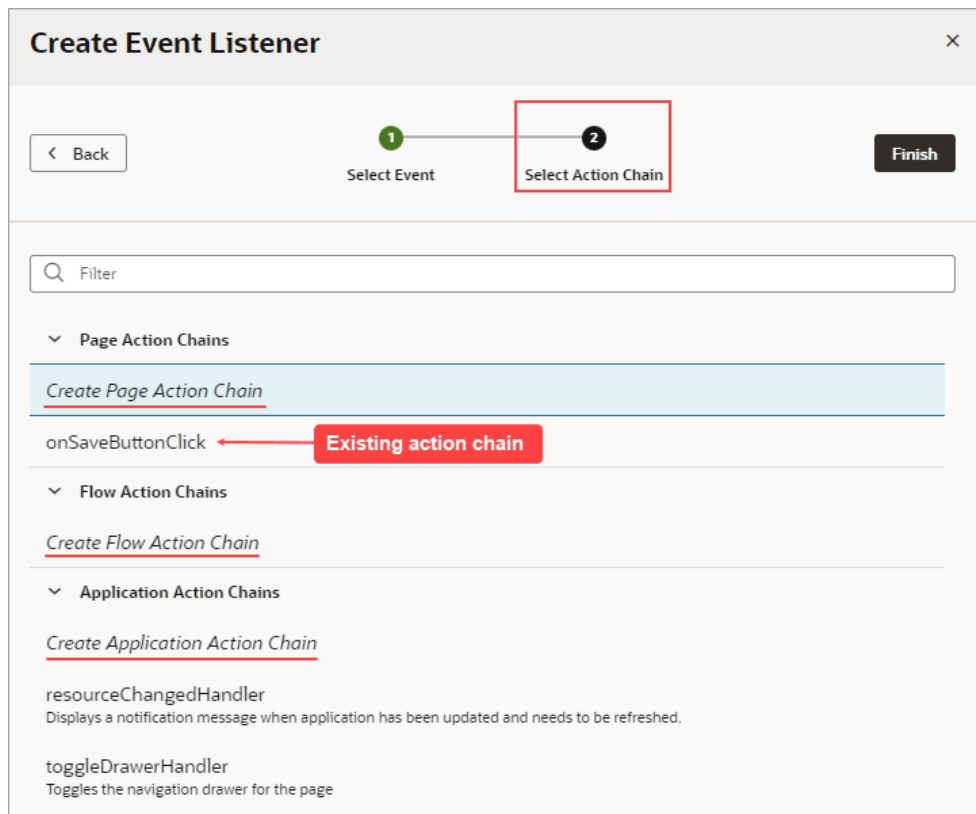 Create Event Listener
Back
1
2
Finish
Select Event
Select Action Chain
Filter
Page Action Chains
Create Page Action Chain
onSaveButtonClick
Existing action chain
Flow Action Chains
Create Flow Action Chain
Application Action Chains
Create Application Action Chain
resourceChangedHandler
Displays a notification message when application has been updated and needs to be refreshed.
toggleDrawerHandler
Toggles the navigation drawer for the page